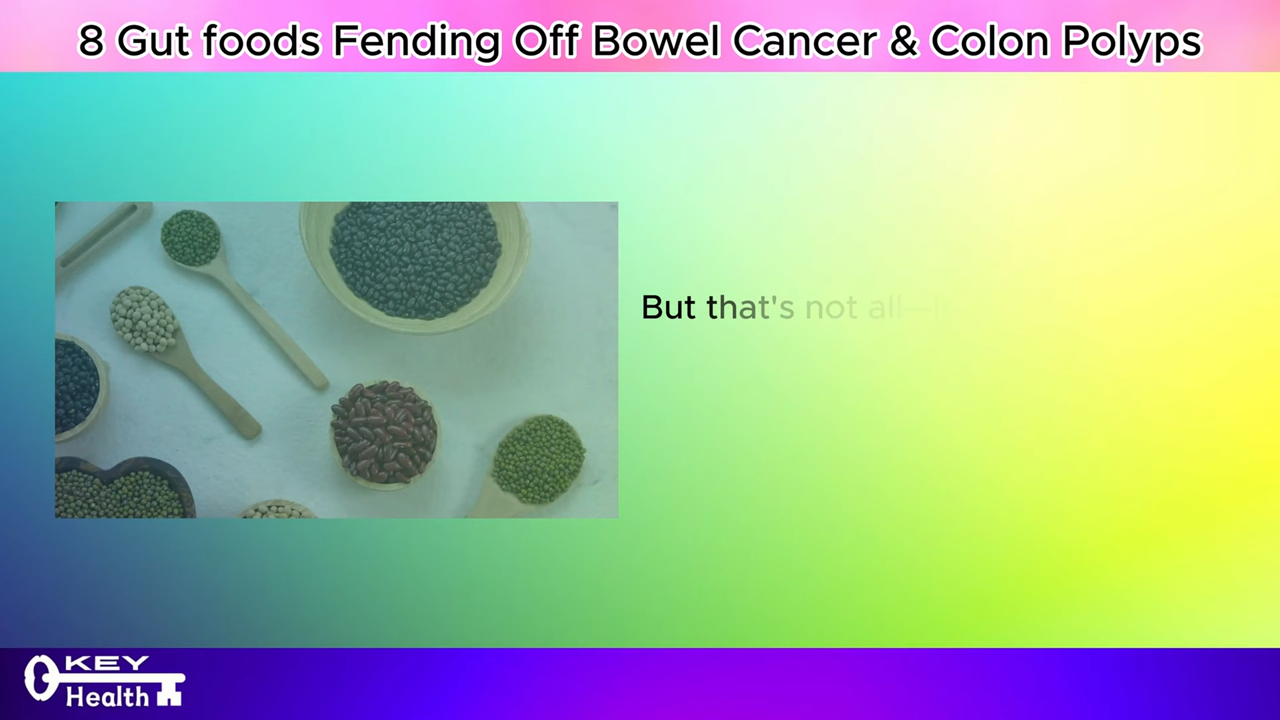 8 Gut foods Fending Off Bowel Cancer & Colon Polyps
But that's not all—
KEY
Health